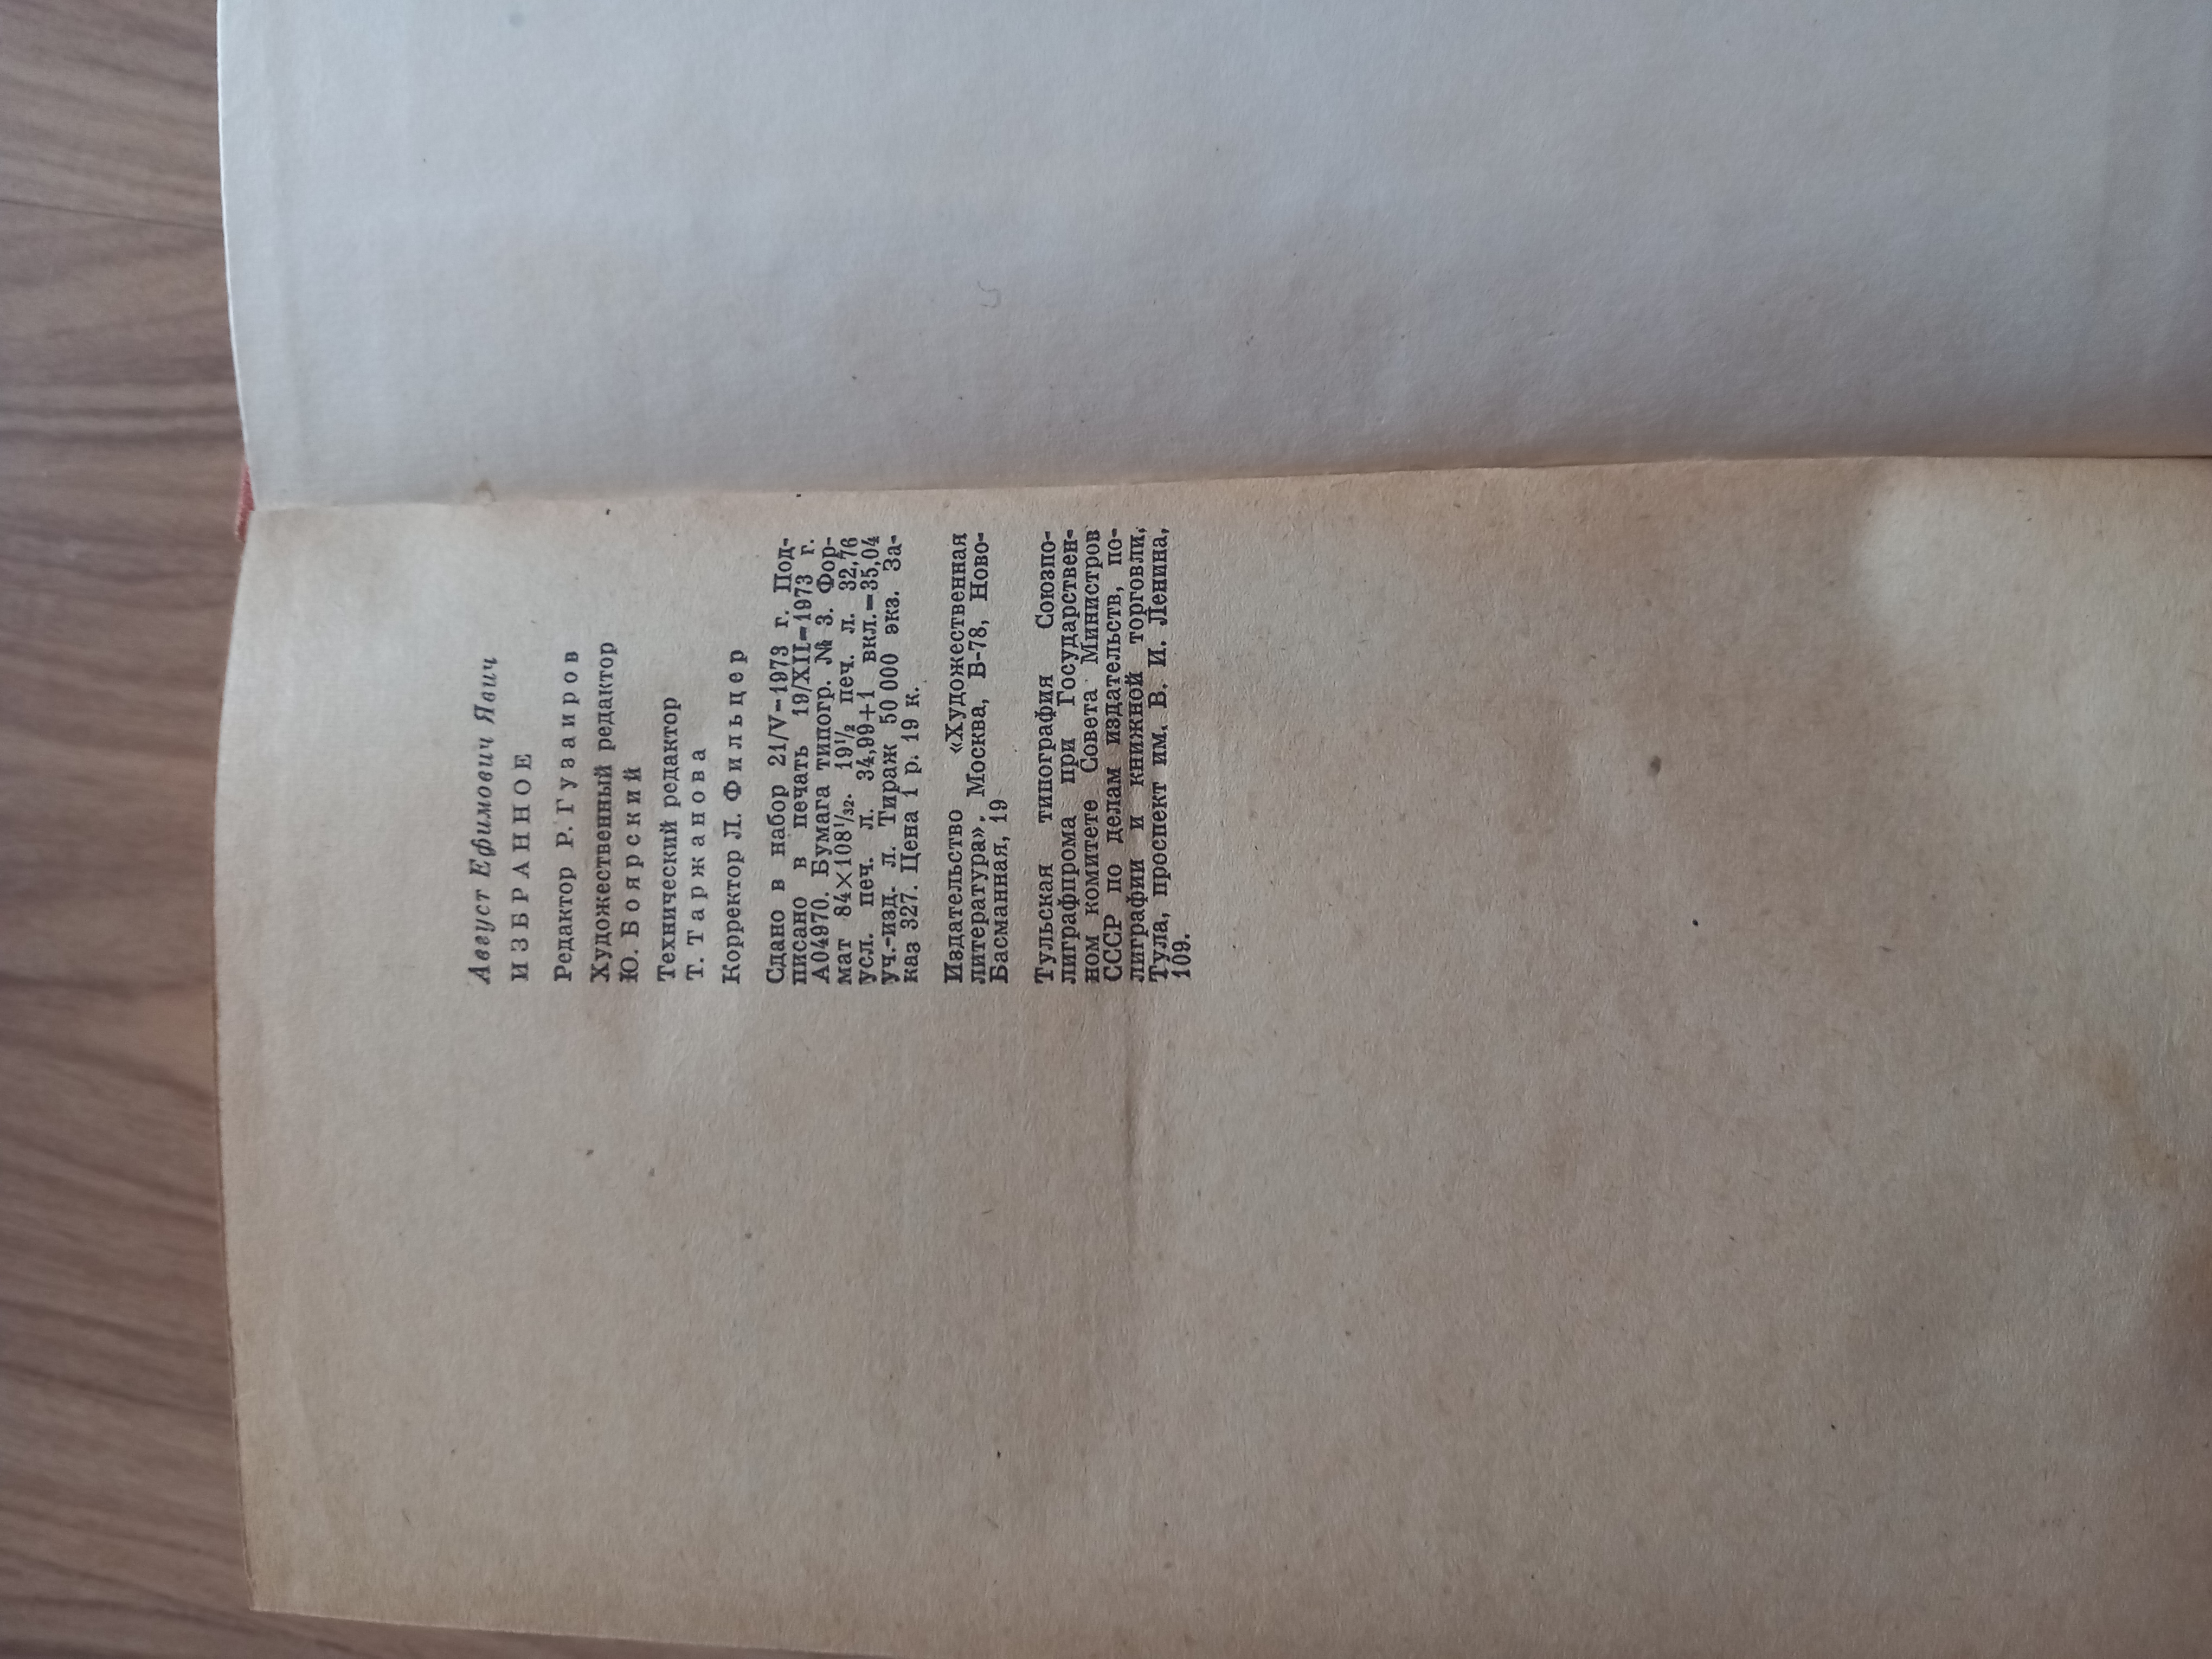 Август Ефимович Явич
ИЗБРАННОЕ
Редактор Р. Гузаиров
Художественный редактор
Ю. Боярский
Технический редактор
Т. Таржанова
Корректор Л. Фильцер
Сдано в набор 21/V-1973 г. Под-
писано в печать 19/XII-1973 г.
А04970. Бумага типогр. № 3. Фор-
мат 84×108¹/₃₂. 19¹/₂ печ. л. 32,76
усл. печ. л. 34,99+1 вкл.=35,04
уч.-изд. л. Тираж 50 000 экз. За-
каз 327. Цена 1 р. 19 к.
Издательство «Художественная
литература». Москва, В-78, Ново-
Басманная, 19
Тульская типография Союзпо-
лиграфпрома при Государствен-
ном комитете Совета Министров
СССР по делам издательств, по-
лиграфии и книжной торговли,
Тула, проспект им. В. И. Ленина,
109.